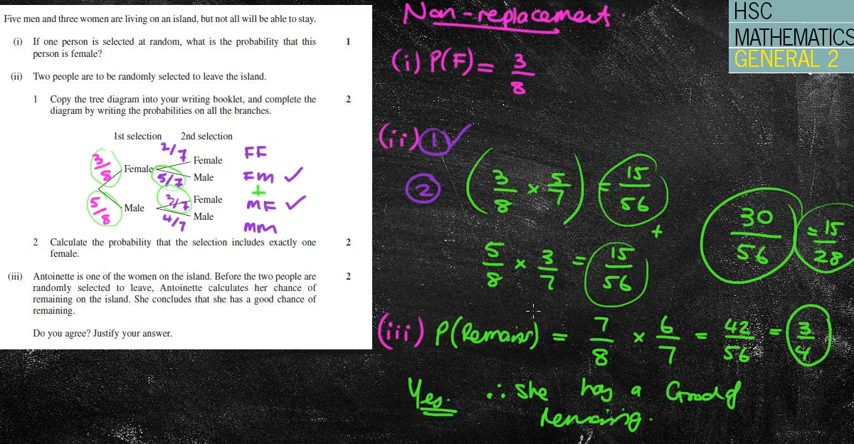 Five men and three women are living on an island, but not all will be able to stay.
(i) If one person is selected at random, what is the probability that this 1
person is female?
(ii) Two people are to be randomly selected to leave the island.
1 Copy the tree diagram into your writing booklet, and complete the 2
diagram by writing the probabilities on all the branches.
1st selection 2nd selection
2/7 Female FF
3/8 Female
5/7 Male FM ✓
+
3/7 Female MF ✓
5/8 Male
4/7 Male MM
2 Calculate the probability that the selection includes exactly one 2
female.
(iii) Antoinette is one of the women on the island. Before the two people are 2
randomly selected to leave, Antoinette calculates her chance of
remaining on the island. She concludes that she has a good chance of
remaining.
Do you agree? Justify your answer.
Non-replacement.
HSC
MATHEMATICS
GENERAL 2
(i) P(F) = 3/8
(ii) 1 ✓
2 (3/8 × 5/7) = 15/56
+
5/8 × 3/7 = 15/56
30/56 = 15/28
(iii) P(Remains) = 7/8 × 6/7 = 42/56 = 3/4
Yes. ∴ She has a Good of
remaining.